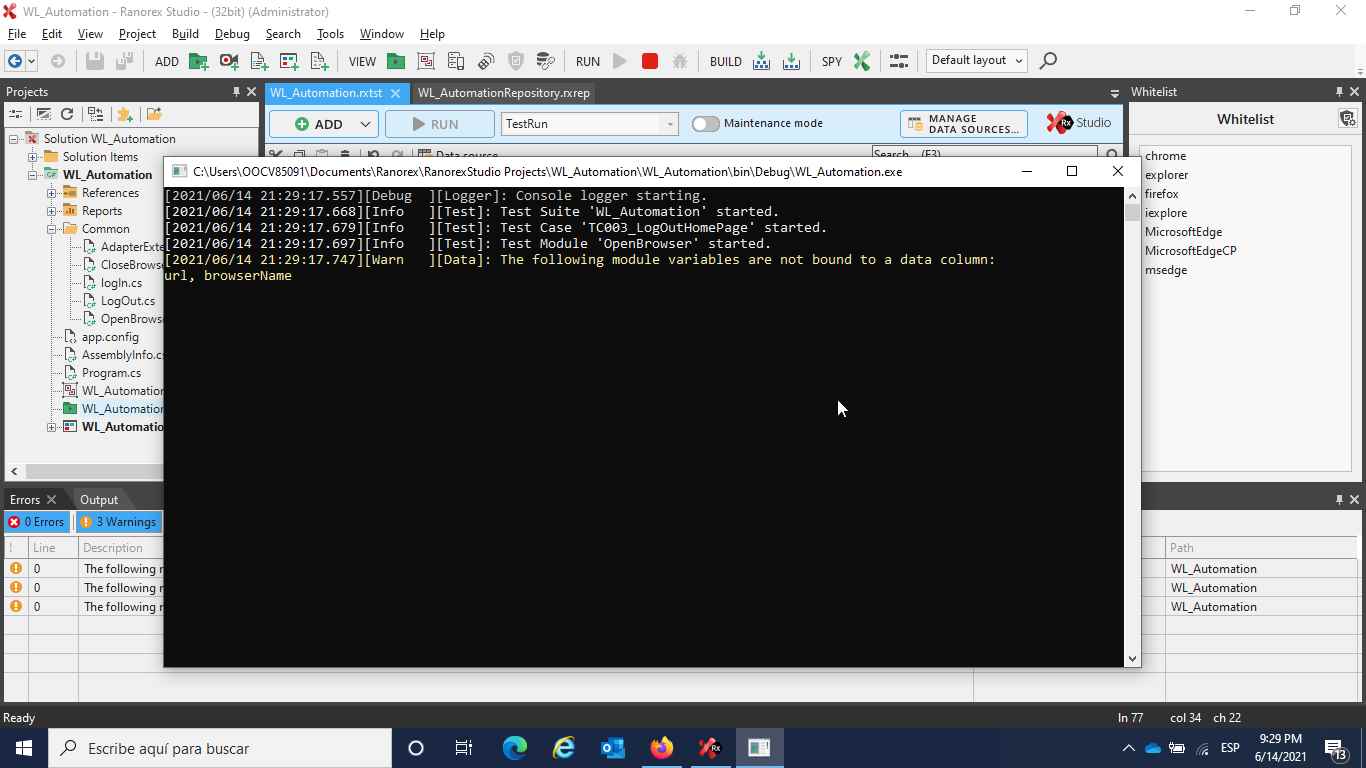 WL_Automation - Ranorex Studio - (32bit) (Administrator)
File Edit View Project Build Debug Search Tools Window Help
ADD VIEW RUN BUILD SPY Default layout
Projects
WL_Automation.rxtst WL_AutomationRepository.rxrep
Whitelist
ADD RUN TestRun Maintenance mode MANAGE DATA SOURCES... Rx Studio
Whitelist
Data source Search (F3)
Solution WL_Automation
Solution Items
WL_Automation
References
Reports
Common
AdapterExte
CloseBrows
logIn.cs
LogOut.cs
OpenBrows
app.config
AssemblyInfo.c
Program.cs
WL_Automation
WL_Automation
WL_Automatio
C:\Users\OOCV85091\Documents\Ranorex\RanorexStudio Projects\WL_Automation\WL_Automation\bin\Debug\WL_Automation.exe
[2021/06/14 21:29:17.557][Debug  ][Logger]: Console logger starting.
[2021/06/14 21:29:17.668][Info   ][Test]: Test Suite 'WL_Automation' started.
[2021/06/14 21:29:17.679][Info   ][Test]: Test Case 'TC003_LogOutHomePage' started.
[2021/06/14 21:29:17.697][Info   ][Test]: Test Module 'OpenBrowser' started.
[2021/06/14 21:29:17.747][Warn   ][Data]: The following module variables are not bound to a data column:
url, browserName
chrome
explorer
firefox
iexplore
MicrosoftEdge
MicrosoftEdgeCP
msedge
Errors Output
0 Errors 3 Warnings
! Line Description Path
0 The following WL_Automation
0 The following WL_Automation
0 The following WL_Automation
Ready ln 77 col 34 ch 22
Escribe aquí para buscar
ESP
9:29 PM
6/14/2021
13